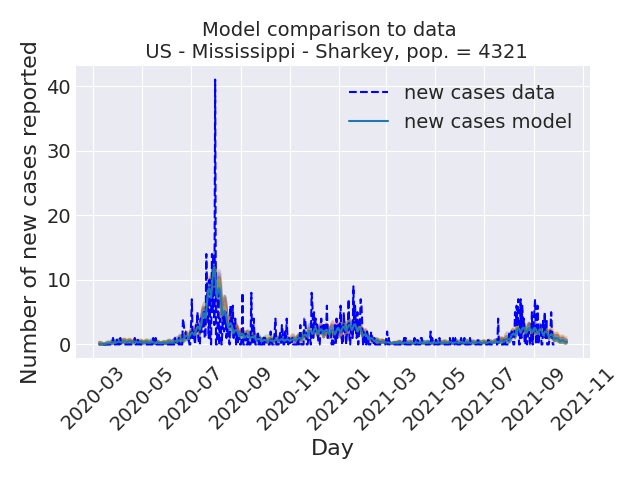 Model comparison to data
US - Mississippi - Sharkey, pop. = 4321
Number of new cases reported
40
30
20
10
0
new cases data
new cases model
2020-03
2020-05
2020-07
2020-09
2020-11
2021-01
2021-03
2021-05
2021-07
2021-09
2021-11
Day